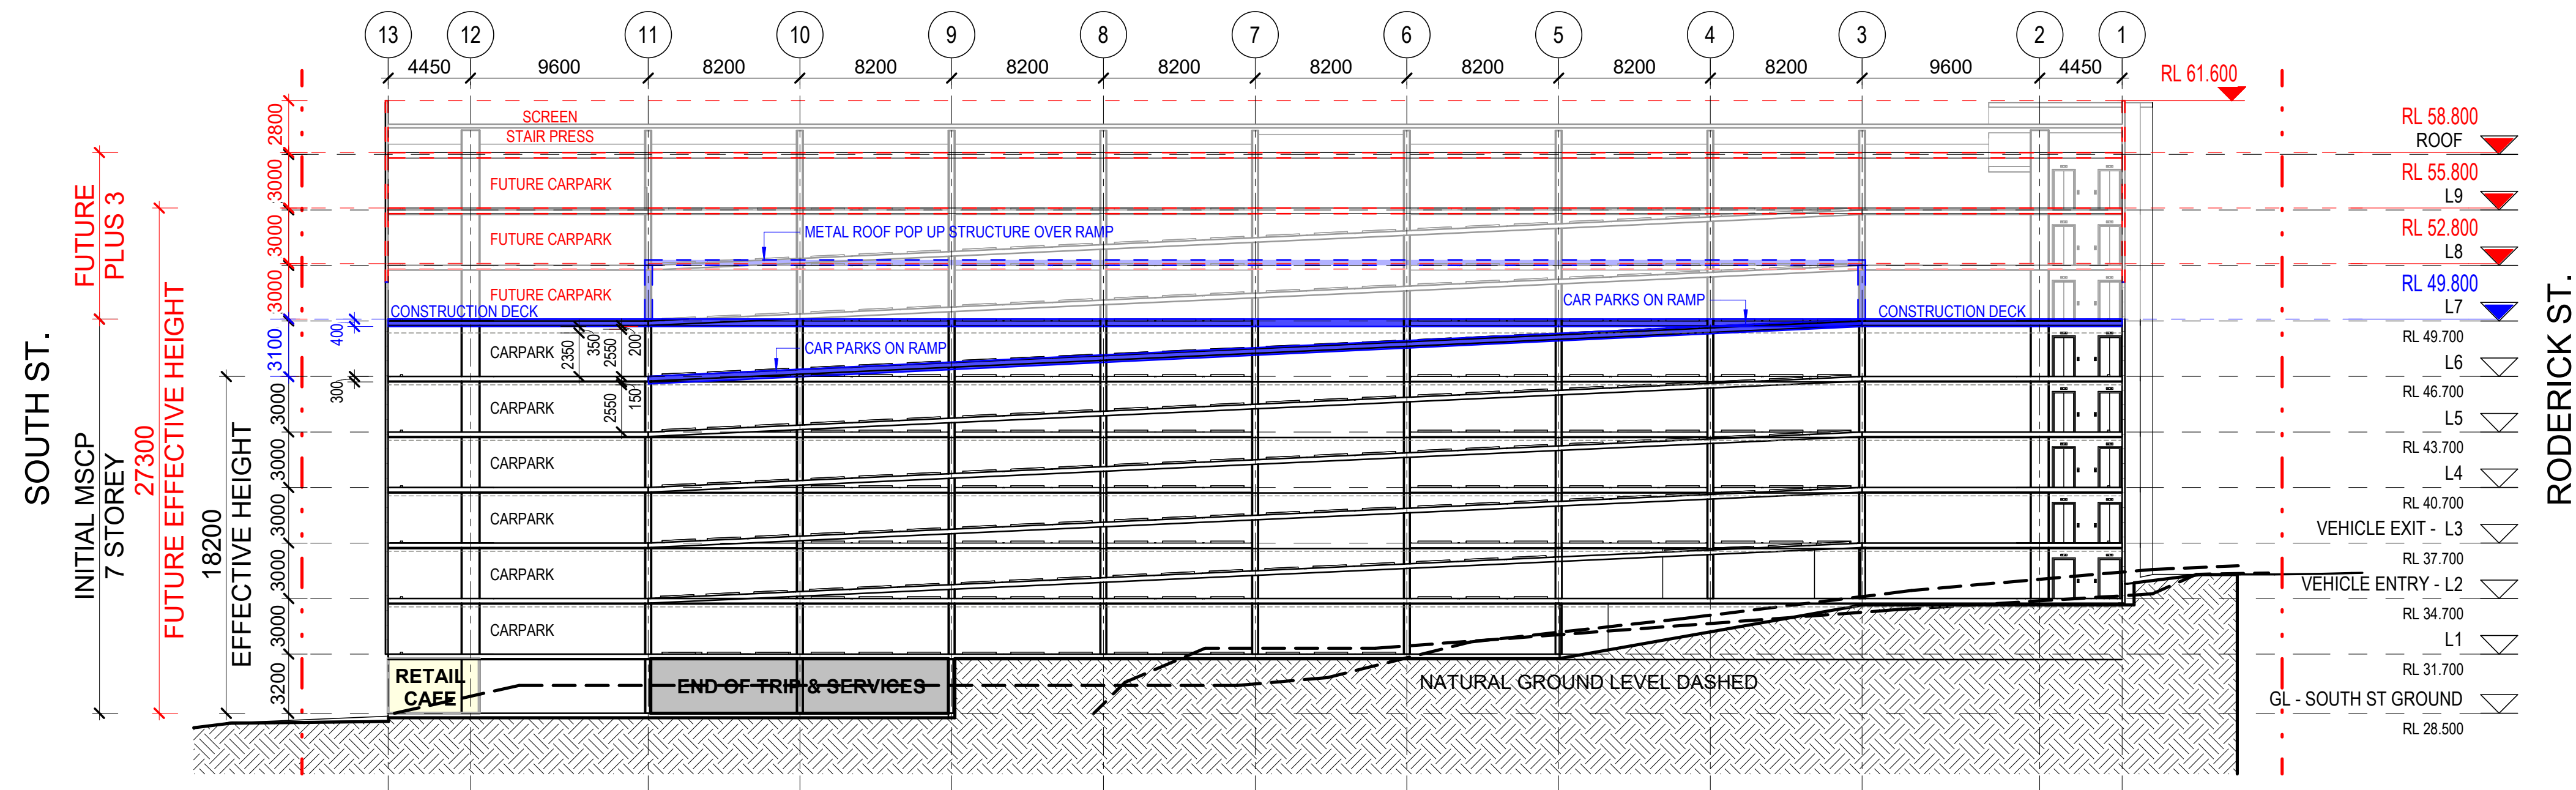 13 12 11 10 9 8 7 6 5 4 3 2 1
4450 9600 8200 8200 8200 8200 8200 8200 8200 8200 9600 4450
RL 61.600
SCREEN
STAIR PRESS
FUTURE CARPARK
FUTURE CARPARK
METAL ROOF POP UP STRUCTURE OVER RAMP
FUTURE CARPARK
CONSTRUCTION DECK
CAR PARKS ON RAMP
CONSTRUCTION DECK
CARPARK
CAR PARKS ON RAMP
CARPARK
CARPARK
CARPARK
CARPARK
CARPARK
RETAIL
CAFE
END OF TRIP & SERVICES
NATURAL GROUND LEVEL DASHED
2350
350
2550
200
2550
150
SOUTH ST.
FUTURE
PLUS 3
INITIAL MSCP
7 STOREY
27300
FUTURE EFFECTIVE HEIGHT
18200
EFFECTIVE HEIGHT
2800
3000
3000
3000
3100
3000
3000
3000
3000
3000
3200
400
300
RL 58.800
ROOF
RL 55.800
L9
RL 52.800
L8
RL 49.800
L7
RL 49.700
L6
RL 46.700
L5
RL 43.700
L4
RL 40.700
VEHICLE EXIT - L3
RL 37.700
VEHICLE ENTRY - L2
RL 34.700
L1
RL 31.700
GL - SOUTH ST GROUND
RL 28.500
RODERICK ST.